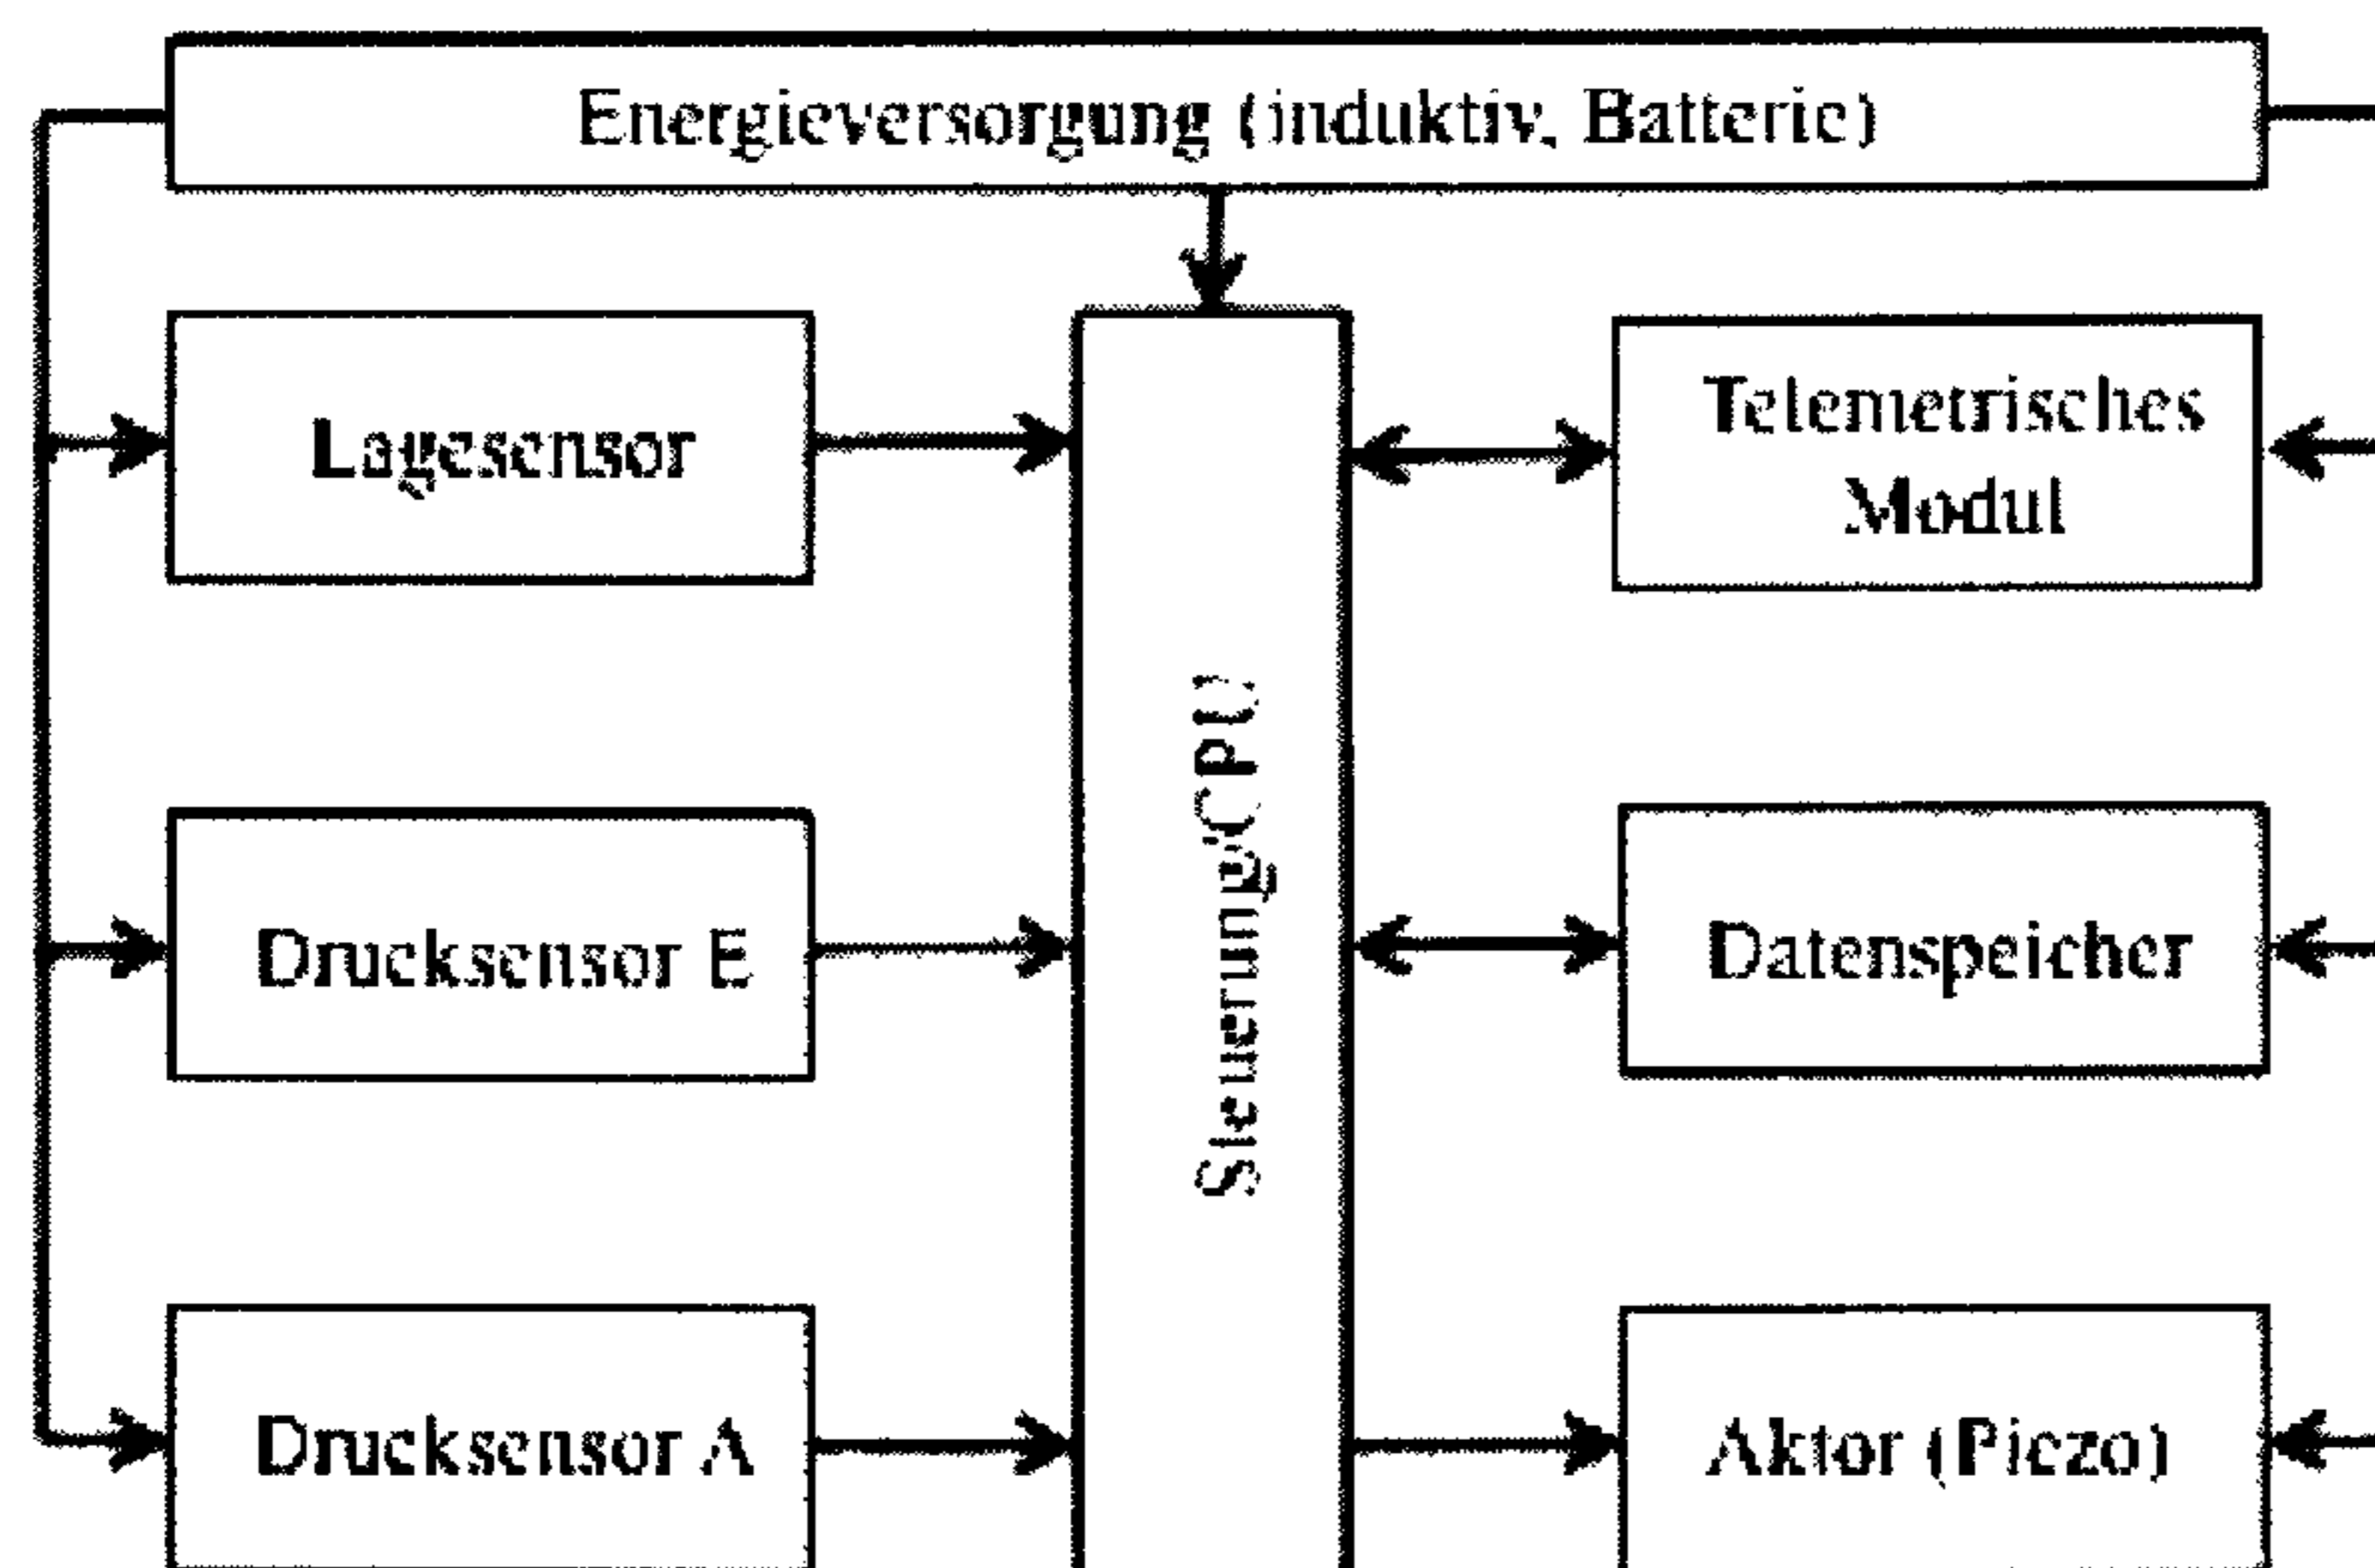 Energieversorgung (induktiv, Batterie)
Lagesensor
Telemetrisches
Modul
Steuerung/CPU
Drucksensor E
Datenspeicher
Drucksensor A
Aktor (Piezo)